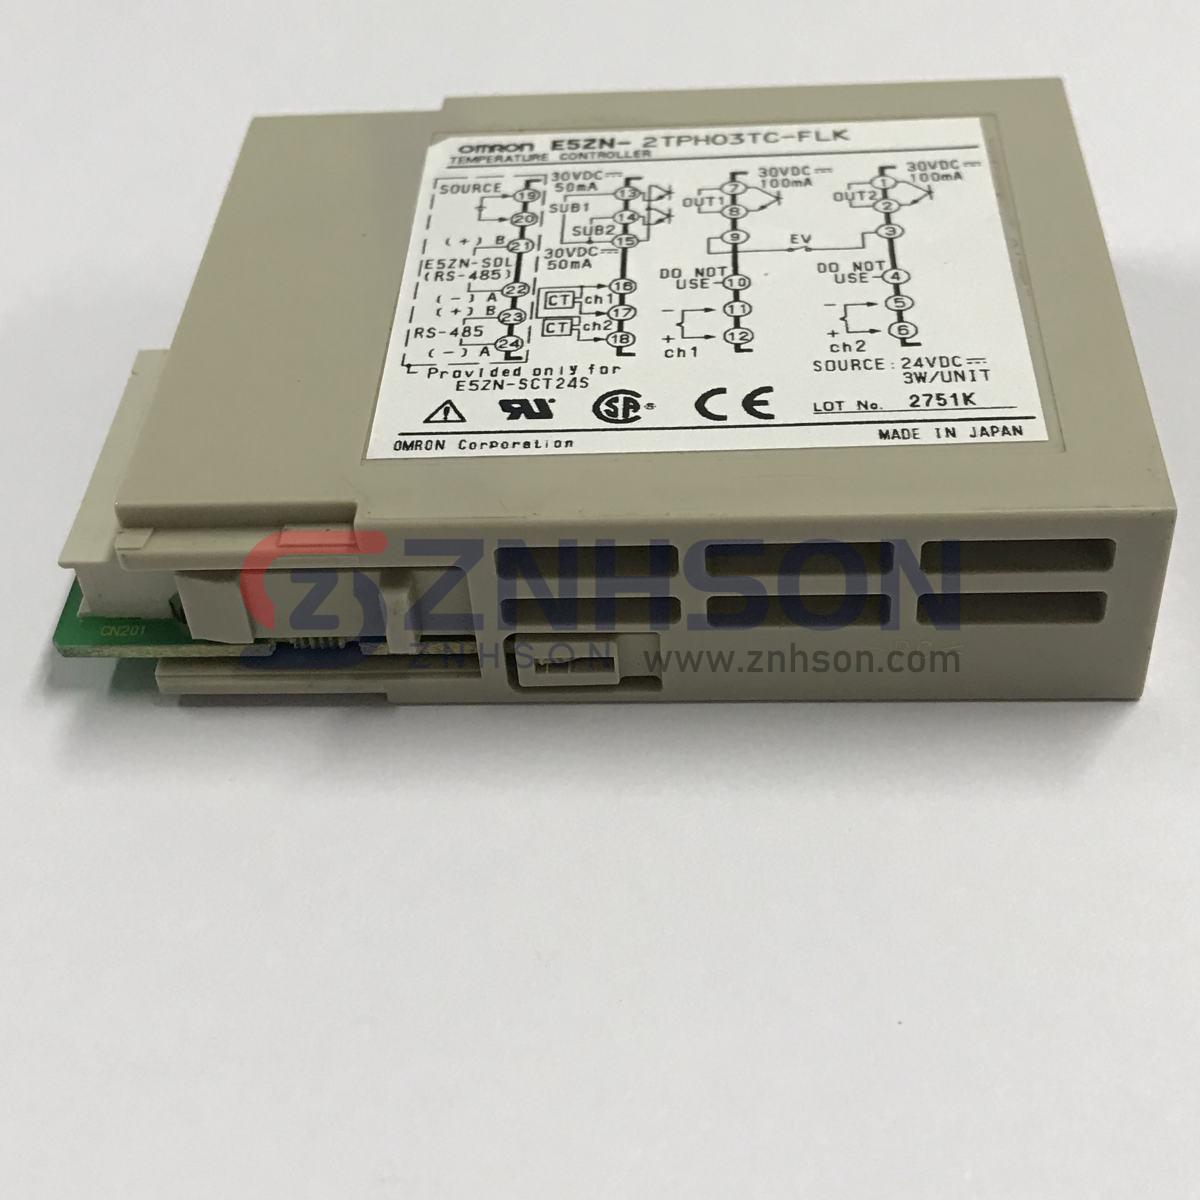 OMRON E5ZN- 2TPH03TC-FLK
TEMPERATURE CONTROLLER
SOURCE
19
20
(+) B
21
E5ZN-SDL
(RS-485)
22
(-) A
(+) B
23
RS-485
24
(-) A
Provided only for
E5ZN-SCT24S
30VDC
50mA
13
SUB1
14
SUB2
15
30VDC
50mA
16
CT ch1
17
CT ch2
18
30VDC
100mA
7
OUT1
8
9
EV
DO NOT
USE
10
-
11
+
12
ch1
30VDC
100mA
1
OUT2
2
3
DO NOT
USE
4
-
5
+
6
ch2
SOURCE : 24VDC
3W/UNIT
SA
CE
LOT No. 2751K
OMRON Corporation
MADE IN JAPAN
CN201
ZNHSON
ZNHSON
www.znhson.com